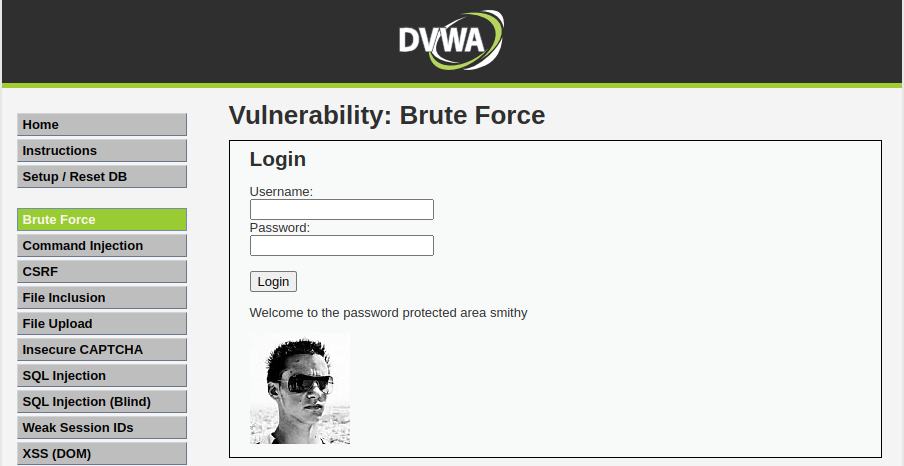 DVWA
Vulnerability: Brute Force
Home
Instructions
Setup / Reset DB
Brute Force
Command Injection
CSRF
File Inclusion
File Upload
Insecure CAPTCHA
SQL Injection
SQL Injection (Blind)
Weak Session IDs
XSS (DOM)
Login
Username:
Password:
Login
Welcome to the password protected area smithy